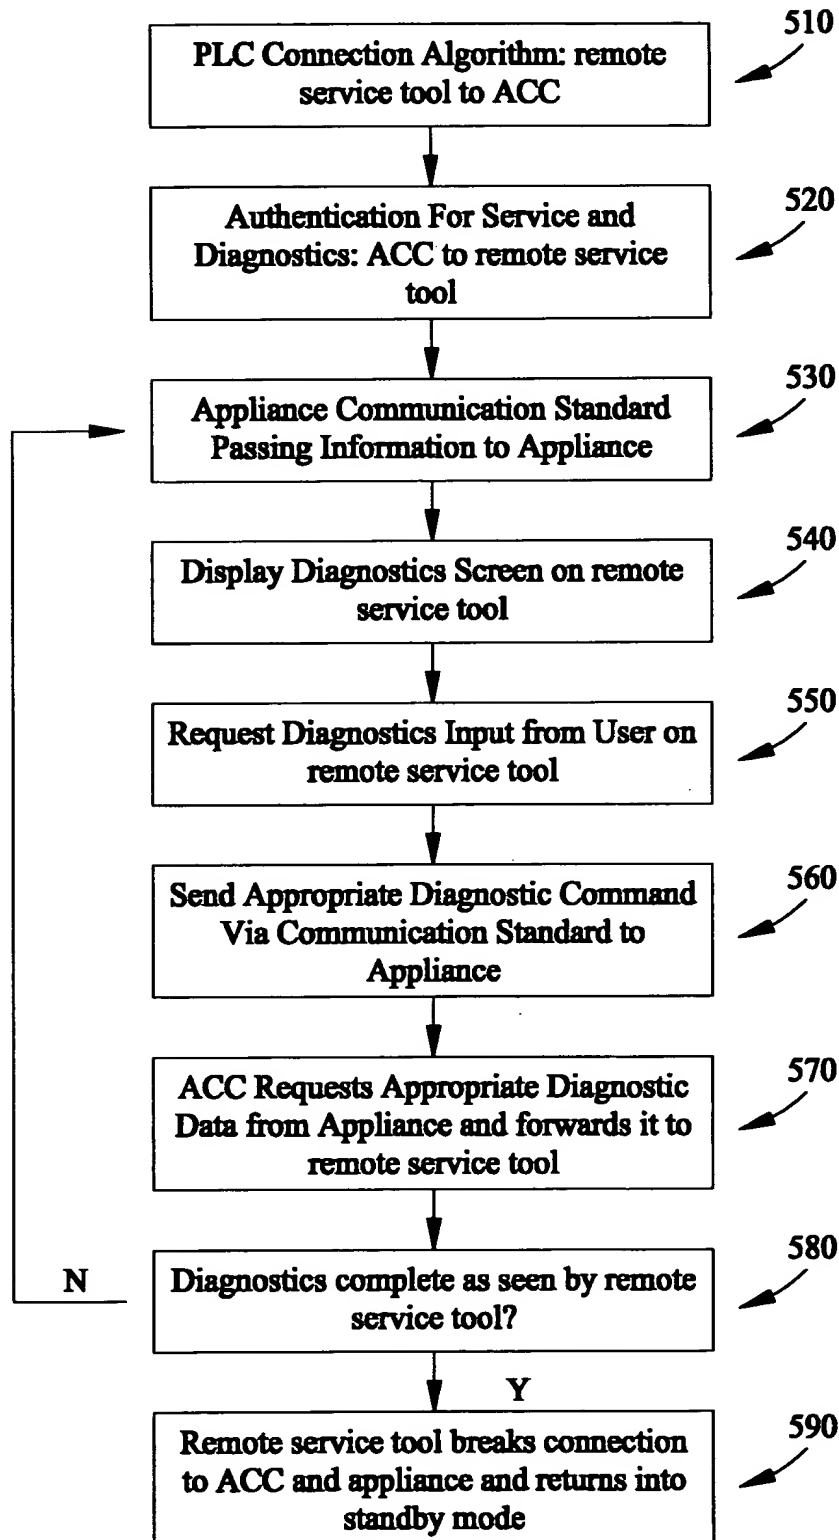 510
PLC Connection Algorithm: remote
service tool to ACC
520
Authentication For Service and
Diagnostics: ACC to remote service
tool
530
Appliance Communication Standard
Passing Information to Appliance
540
Display Diagnostics Screen on remote
service tool
550
Request Diagnostics Input from User on
remote service tool
560
Send Appropriate Diagnostic Command
Via Communication Standard to
Appliance
570
ACC Requests Appropriate Diagnostic
Data from Appliance and forwards it to
remote service tool
580
N
Diagnostics complete as seen by remote
service tool?
Y
590
Remote service tool breaks connection
to ACC and appliance and returns into
standby mode